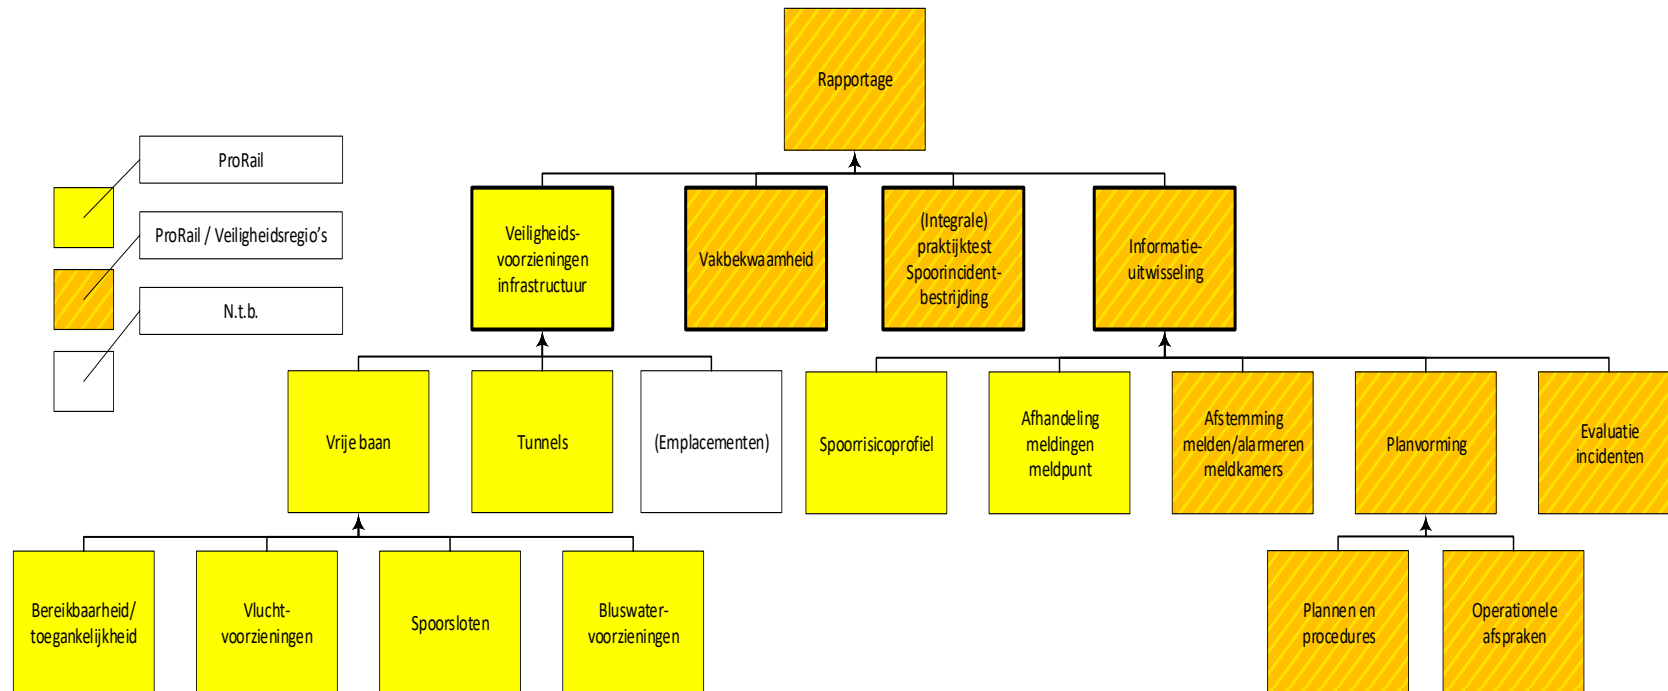 Rapportage
ProRail
ProRail / Veiligheidsregio’s
N.t.b.
Veiligheids-
voorzieningen
infrastructuur
Vakbekwaamheid
(Integrale)
praktijktest
Spoorincident-
bestrijding
Informatie-
uitwisseling
Vrije baan
Tunnels
(Emplacementen)
Spoorrisicoprofiel
Afhandeling
meldingen
meldpunt
Afstemming
melden/alarmeren
meldkamers
Planvorming
Evaluatie
incidenten
Bereikbaarheid/
toegankelijkheid
Vlucht-
voorzieningen
Spoorsloten
Bluswater-
voorzieningen
Plannen en
procedures
Operationele
afspraken